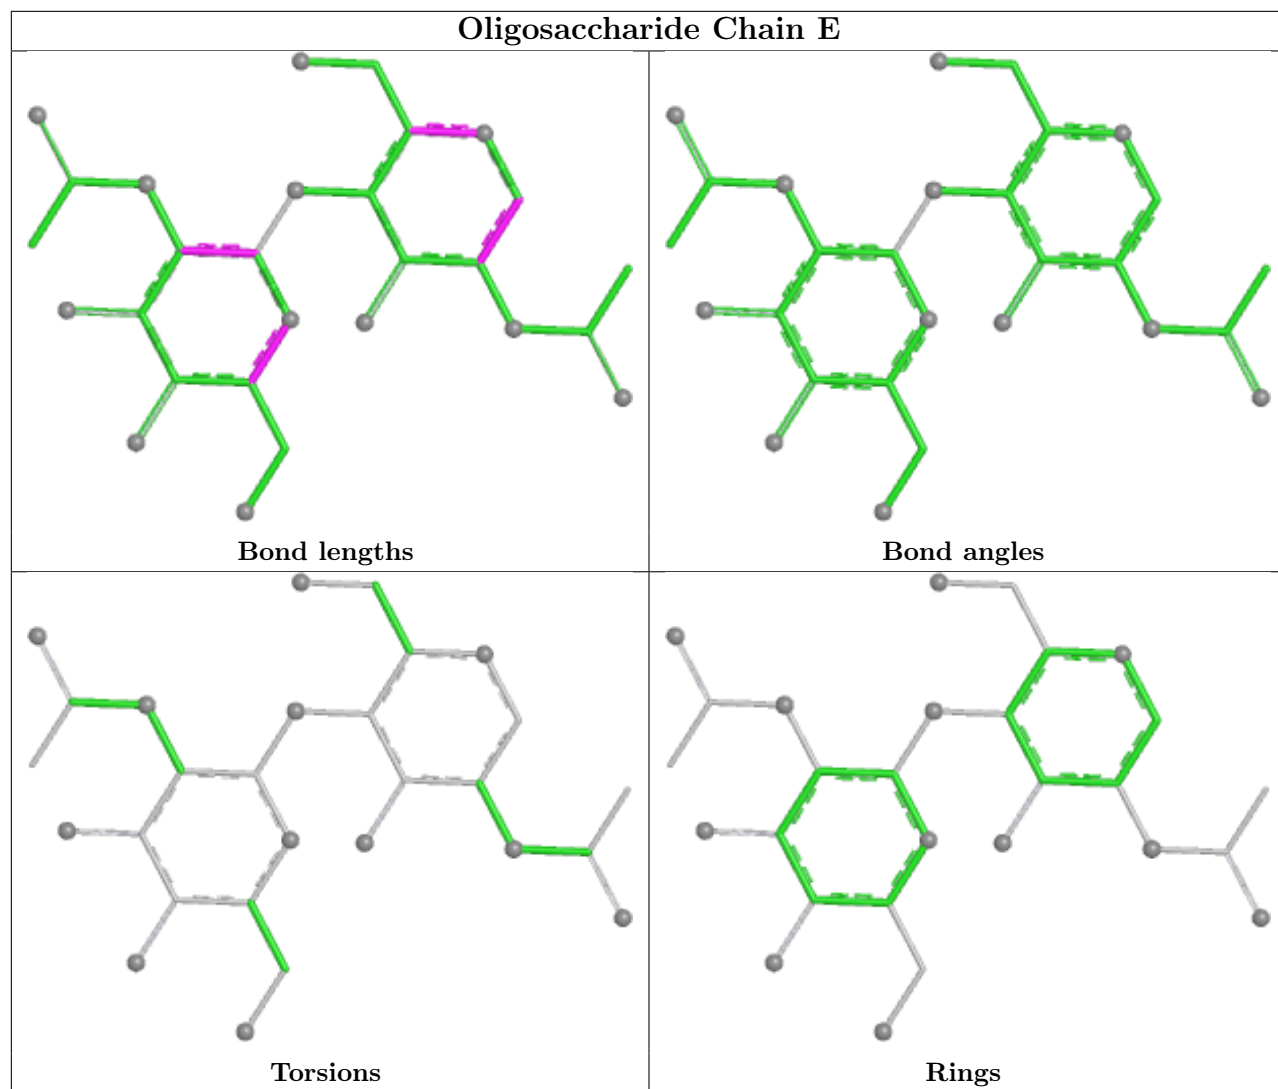 Oligosaccharide Chain E
Bond lengths
Bond angles
Torsions
Rings